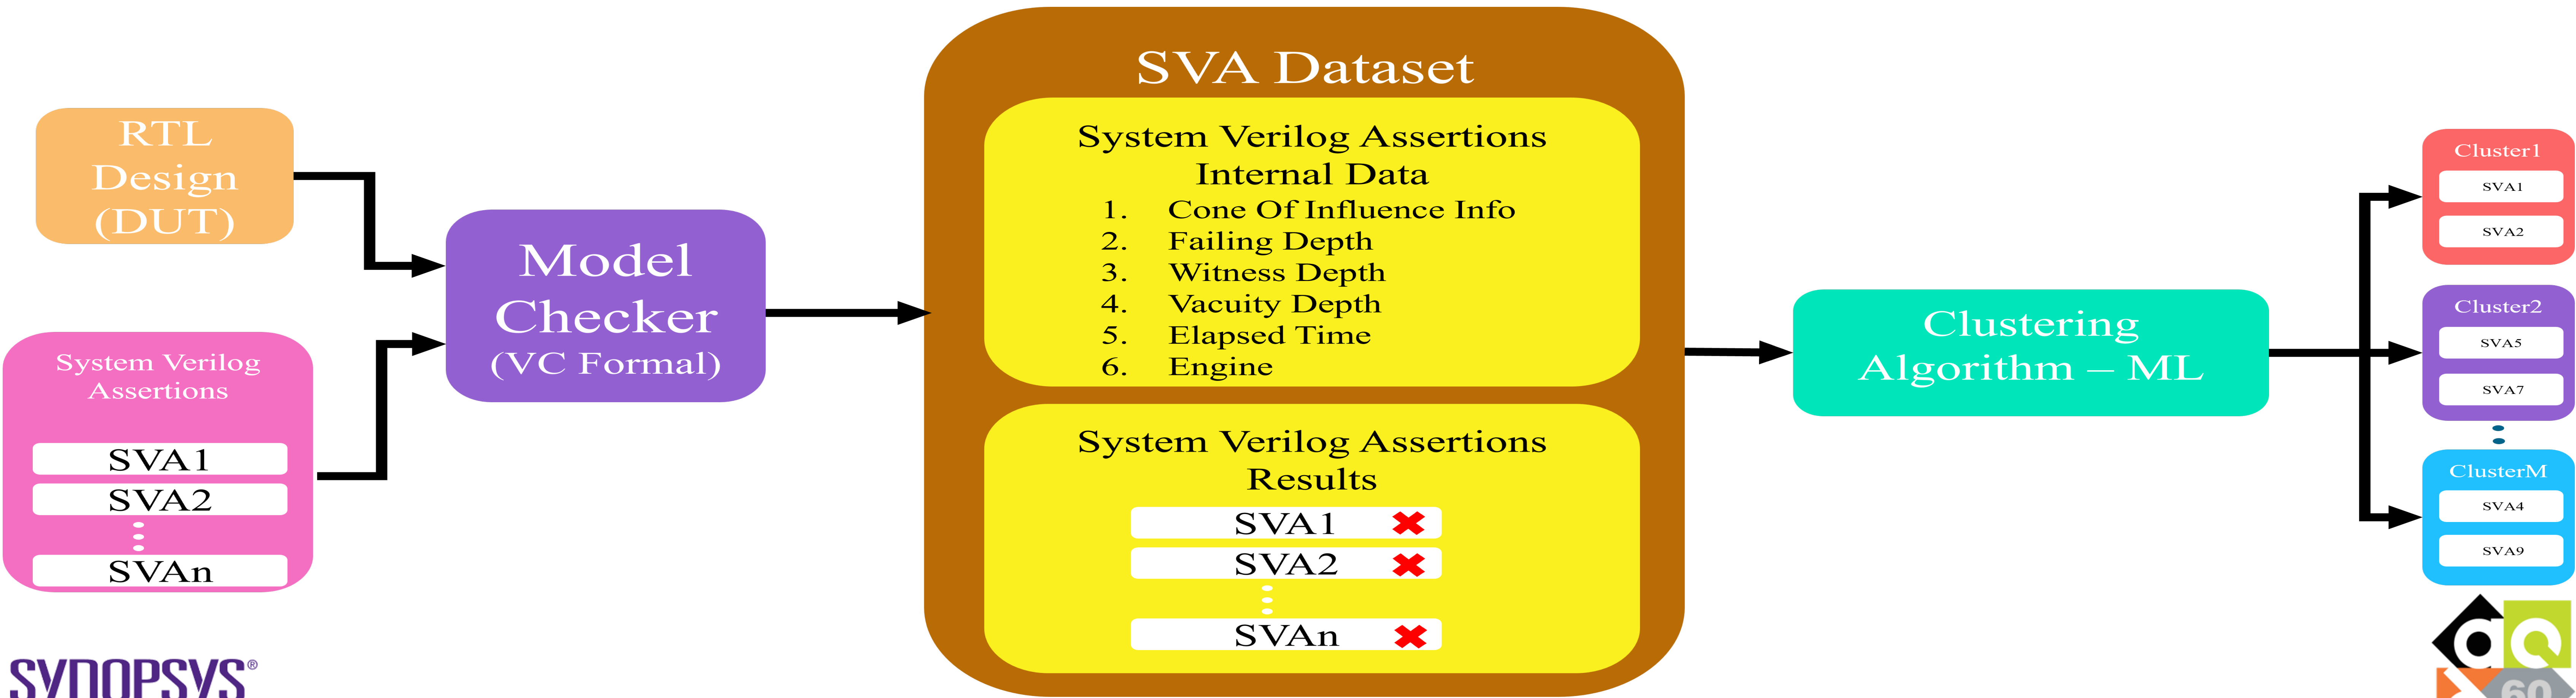 RTL
Design
(DUT)
System Verilog
Assertions
SVA1
SVA2
SVAn
Model
Checker
(VC Formal)
SVA Dataset
System Verilog Assertions
Internal Data
1. Cone Of Influence Info
2. Failing Depth
3. Witness Depth
4. Vacuity Depth
5. Elapsed Time
6. Engine
System Verilog Assertions
Results
SVA1
SVA2
SVAn
Clustering
Algorithm – ML
Cluster1
SVA1
SVA2
Cluster2
SVA5
SVA7
ClusterM
SVA4
SVA9
SYNOPSYS®
60